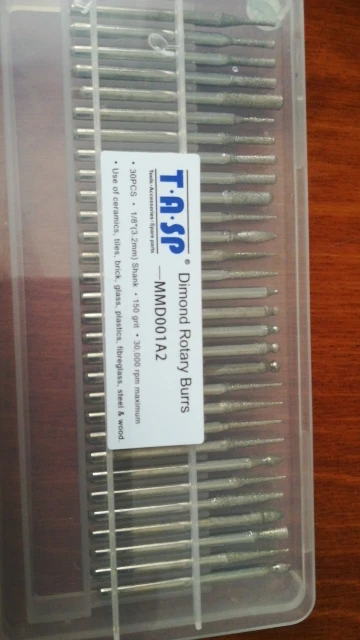 T·A·SP®
Tools·Accessories·Spare parts
Dimond Rotary Burrs
—MMD001A2
• 30PCS • 1/8"(3.2mm) Shank • 150 grit • 30,000 rpm maximum
• Use of ceramics, tiles, brick, glass, plastics, fibreglass, steel & wood.